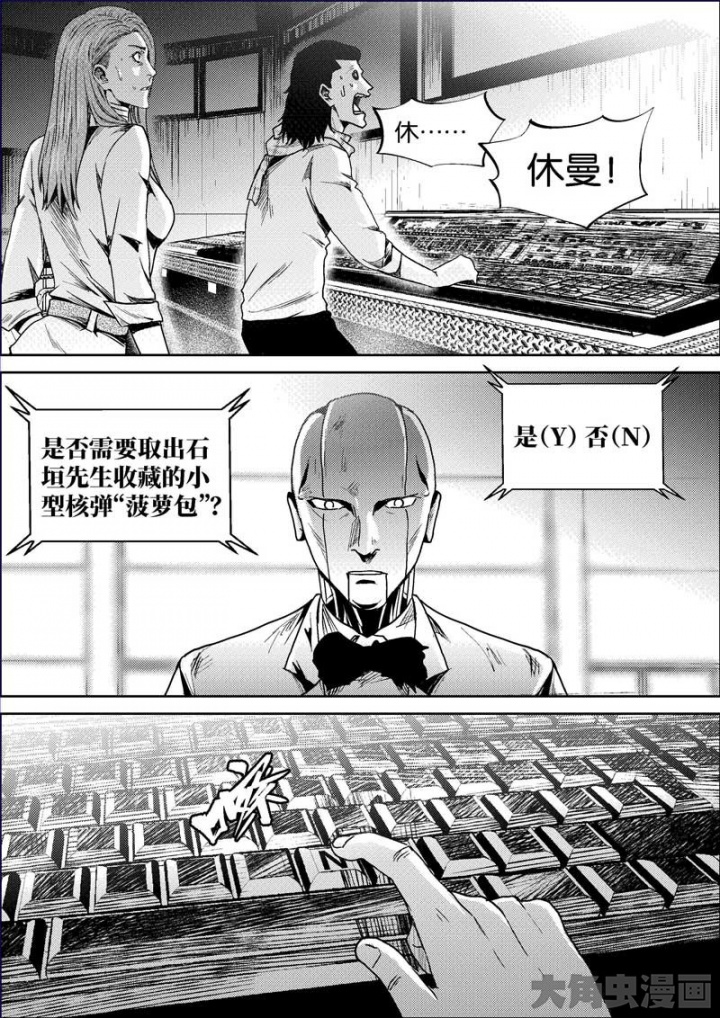 休……
休曼！
是否需要取出石
垣先生收藏的小
型核弹“菠萝包”？
是(Y) 否(N)
N
大角虫漫画